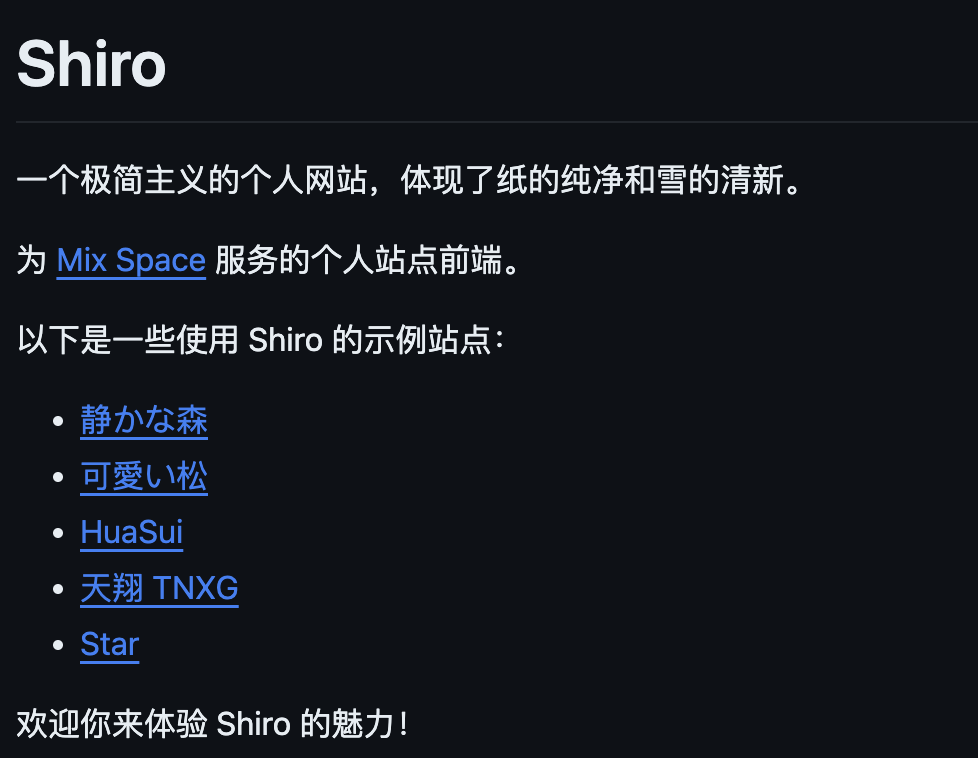 Shiro
一个极简主义的个人网站，体现了纸的纯净和雪的清新。
为 Mix Space 服务的个人站点前端。
以下是一些使用 Shiro 的示例站点：
静かな森
可愛い松
HuaSui
天翔 TNXG
Star
欢迎你来体验 Shiro 的魅力！